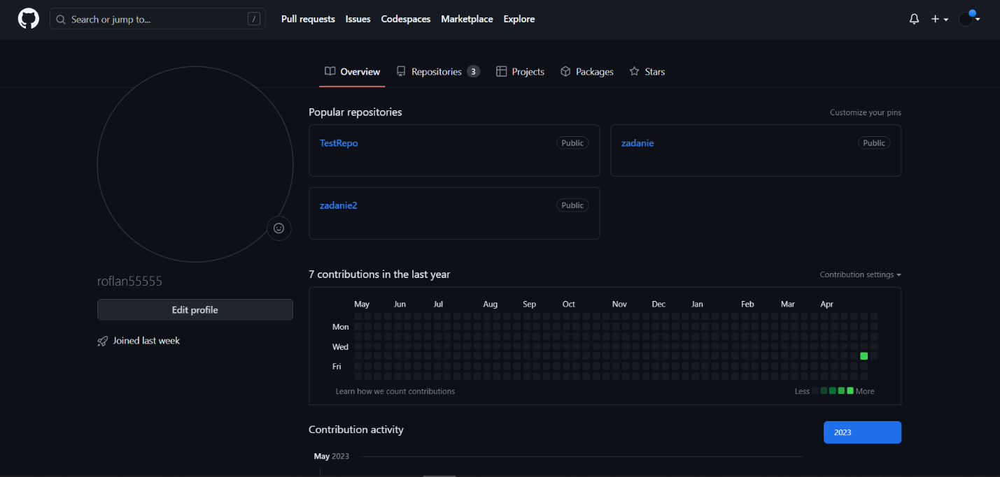 Search or jump to... /
Pull requests Issues Codespaces Marketplace Explore
Overview Repositories 3 Projects Packages Stars
Popular repositories Customize your pins
TestRepo Public
zadanie Public
zadanie2 Public
roflan55555
Edit profile
Joined last week
7 contributions in the last year Contribution settings
May Jun Jul Aug Sep Oct Nov Dec Jan Feb Mar Apr
Mon
Wed
Fri
Learn how we count contributions Less More
Contribution activity 2023
May 2023